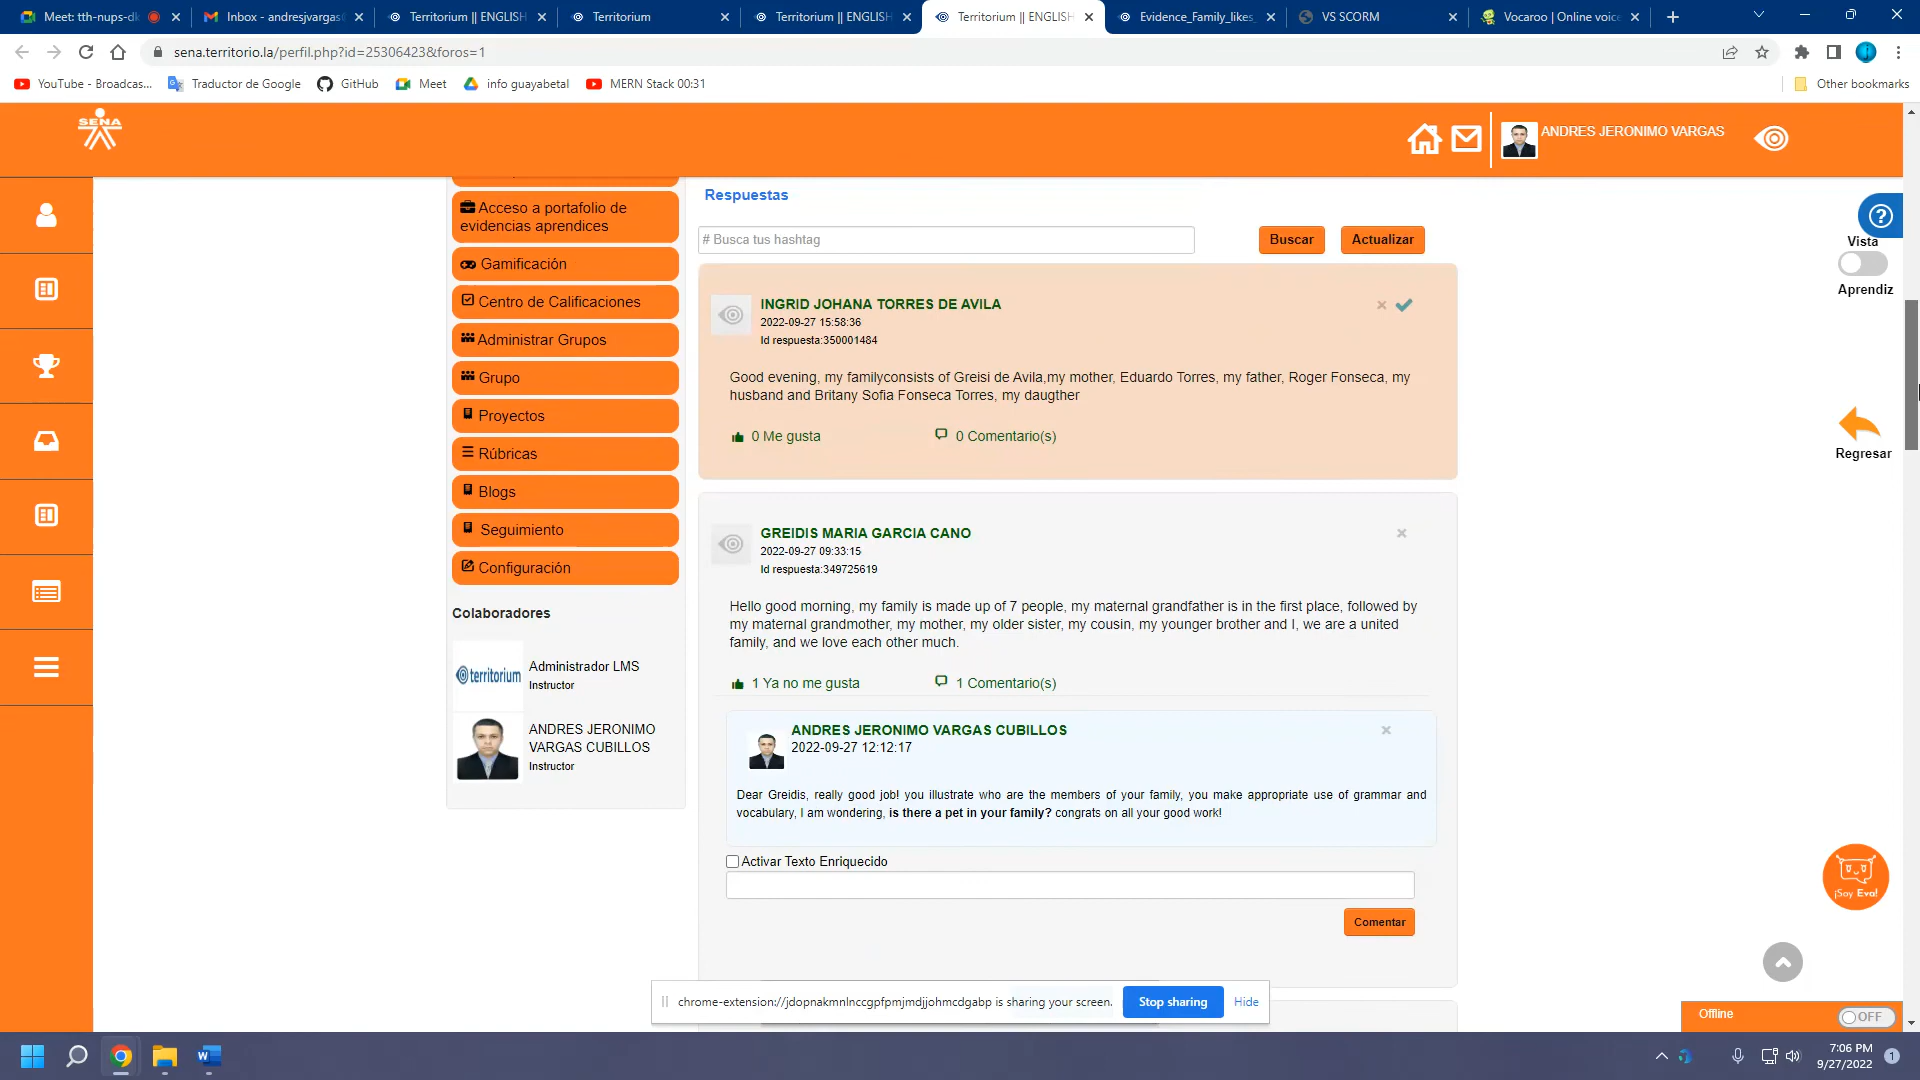 Meet: tth-nups-dk
Inbox - andresjvargas
Territorium || ENGLISH
Territorium
Territorium || ENGLISH
Territorium || ENGLISH
Evidence_Family_likes_
VS SCORM
Vocaroo | Online voice
sena.territorio.la/perfil.php?id=25306423&foros=1
YouTube - Broadcas...
Traductor de Google
GitHub
Meet
info guayabetal
MERN Stack 00:31
Other bookmarks
SENA
ANDRES JERONIMO VARGAS
Acceso a portafolio de
evidencias aprendices
Gamificación
Centro de Calificaciones
Administrar Grupos
Grupo
Proyectos
Rúbricas
Blogs
Seguimiento
Configuración
Colaboradores
territorium
Administrador LMS
Instructor
ANDRES JERONIMO
VARGAS CUBILLOS
Instructor
Respuestas
# Busca tus hashtag
Buscar
Actualizar
INGRID JOHANA TORRES DE AVILA
2022-09-27 15:58:36
Id respuesta:350001484
Good evening, my familyconsists of Greisi de Avila,my mother, Eduardo Torres, my father, Roger Fonseca, my
husband and Britany Sofia Fonseca Torres, my daugther
0 Me gusta
0 Comentario(s)
GREIDIS MARIA GARCIA CANO
2022-09-27 09:33:15
Id respuesta:349725619
Hello good morning, my family is made up of 7 people, my maternal grandfather is in the first place, followed by
my maternal grandmother, my mother, my older sister, my cousin, my younger brother and I, we are a united
family, and we love each other much.
1 Ya no me gusta
1 Comentario(s)
ANDRES JERONIMO VARGAS CUBILLOS
2022-09-27 12:12:17
Dear Greidis, really good job! you illustrate who are the members of your family, you make appropriate use of grammar and
vocabulary, I am wondering, is there a pet in your family? congrats on all your good work!
Activar Texto Enriquecido
Comentar
Vista
Aprendiz
Regresar
¡Soy Eva!
chrome-extension://jdopnakmnlnccgpfpmjmdjjohmcdgabp is sharing your screen.
Stop sharing
Hide
Offline
OFF
7:06 PM
9/27/2022
1